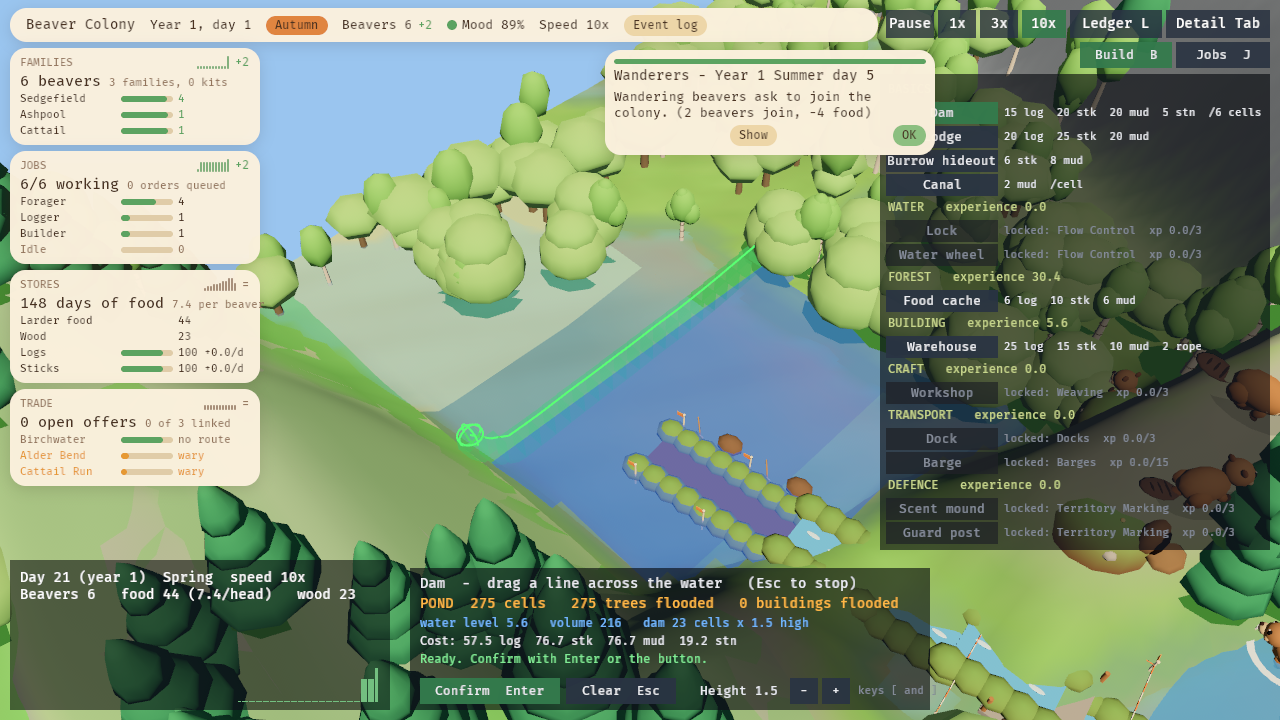 Beaver Colony Year 1, day 1 Autumn Beavers 6 +2 Mood 89% Speed 10x Event log
Pause 1x 3x 10x Ledger L Detail Tab
Build B Jobs J
FAMILIES +2
6 beavers 3 families, 0 kits
Sedgefield 4
Ashpool 1
Cattail 1
JOBS +2
6/6 working 0 orders queued
Forager 4
Logger 1
Builder 1
Idle 0
STORES =
148 days of food 7.4 per beaver
Larder food 44
Wood 23
Logs 100 +0.0/d
Sticks 100 +0.0/d
TRADE =
0 open offers 0 of 3 linked
Birchwater no route
Alder Bend wary
Cattail Run wary
Wanderers - Year 1 Summer day 5
Wandering beavers ask to join the
colony. (2 beavers join, -4 food)
Show OK
Dam 15 log 20 stk 20 mud 5 stn /6 cells
odge 20 log 25 stk 20 mud
Burrow hideout 6 stk 8 mud
Canal 2 mud /cell
WATER experience 0.0
Lock locked: Flow Control xp 0.0/3
Water wheel locked: Flow Control xp 0.0/3
FOREST experience 30.4
Food cache 6 log 10 stk 6 mud
BUILDING experience 5.6
Warehouse 25 log 15 stk 10 mud 2 rope
CRAFT experience 0.0
Workshop locked: Weaving xp 0.0/3
TRANSPORT experience 0.0
Dock locked: Docks xp 0.0/3
Barge locked: Barges xp 0.0/15
DEFENCE experience 0.0
Scent mound locked: Territory Marking xp 0.0/3
Guard post locked: Territory Marking xp 0.0/3
Day 21 (year 1) Spring speed 10x
Beavers 6 food 44 (7.4/head) wood 23
Dam - drag a line across the water (Esc to stop)
POND 275 cells 275 trees flooded 0 buildings flooded
water level 5.6 volume 216 dam 23 cells x 1.5 high
Cost: 57.5 log 76.7 stk 76.7 mud 19.2 stn
Ready. Confirm with Enter or the button.
Confirm Enter Clear Esc Height 1.5 - + keys [ and ]